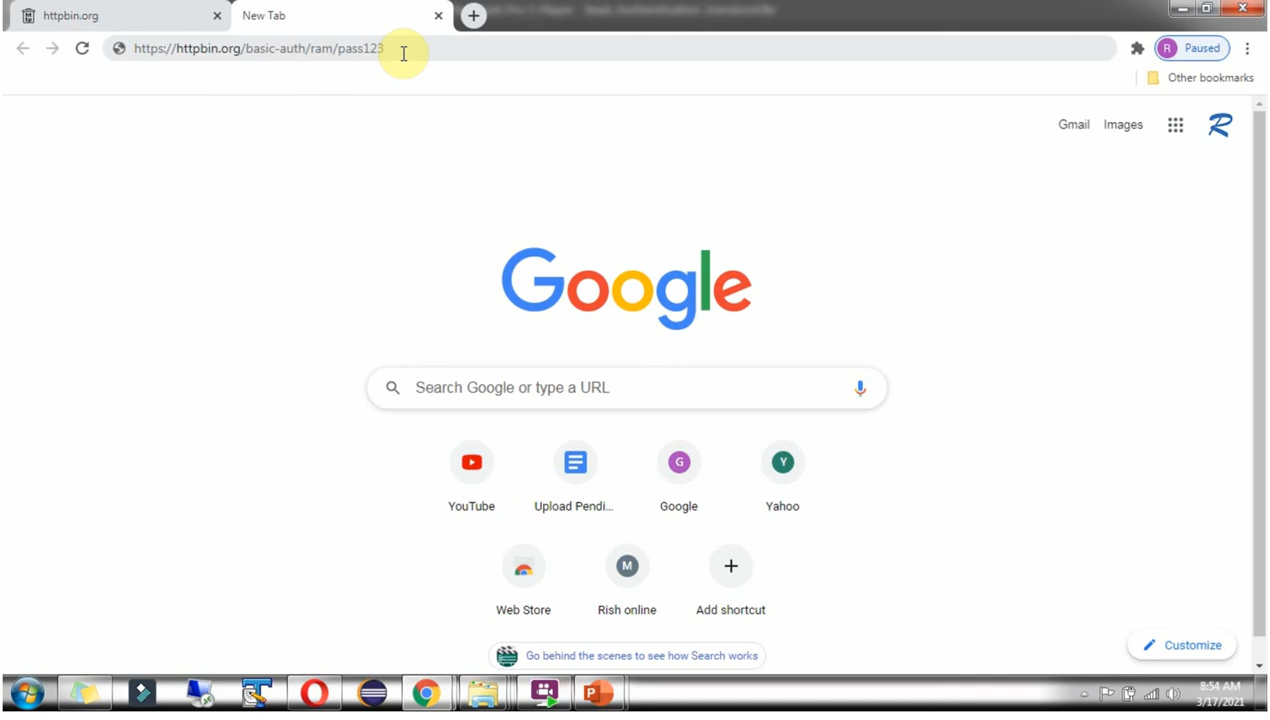 httpbin.org
New Tab
https://httpbin.org/basic-auth/ram/pass123
R Paused
Other bookmarks
Gmail Images
Google
Search Google or type a URL
G Y
YouTube Upload Pendi... Google Yahoo
M
Web Store Rish online Add shortcut
Go behind the scenes to see how Search works
Customize
8:54 AM
3/17/2021